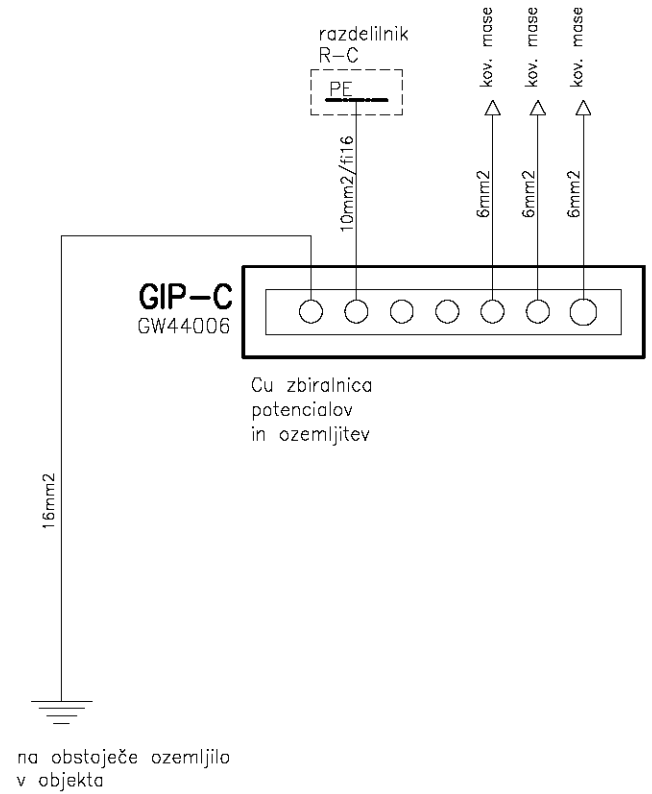 razdelilnik
R-C
PE
kov. mase
kov. mase
kov. mase
10mm2/fi16
6mm2
6mm2
6mm2
GIP-C
GW44006
Cu zbiralnica
potencialov
in ozemljitev
16mm2
na obstoječe ozemljilo
v objekta